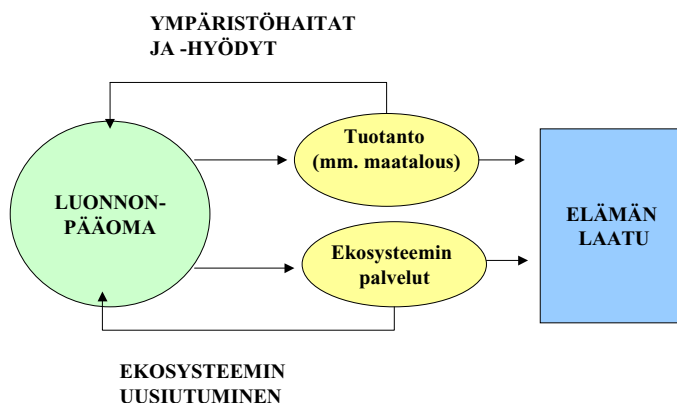 YMPÄRISTÖHAITAT
JA -HYÖDYT
Tuotanto
(mm. maatalous)
LUONNON-
PÄÄOMA
ELÄMÄN
LAATU
Ekosysteemin
palvelut
EKOSYSTEEMIN
UUSIUTUMINEN